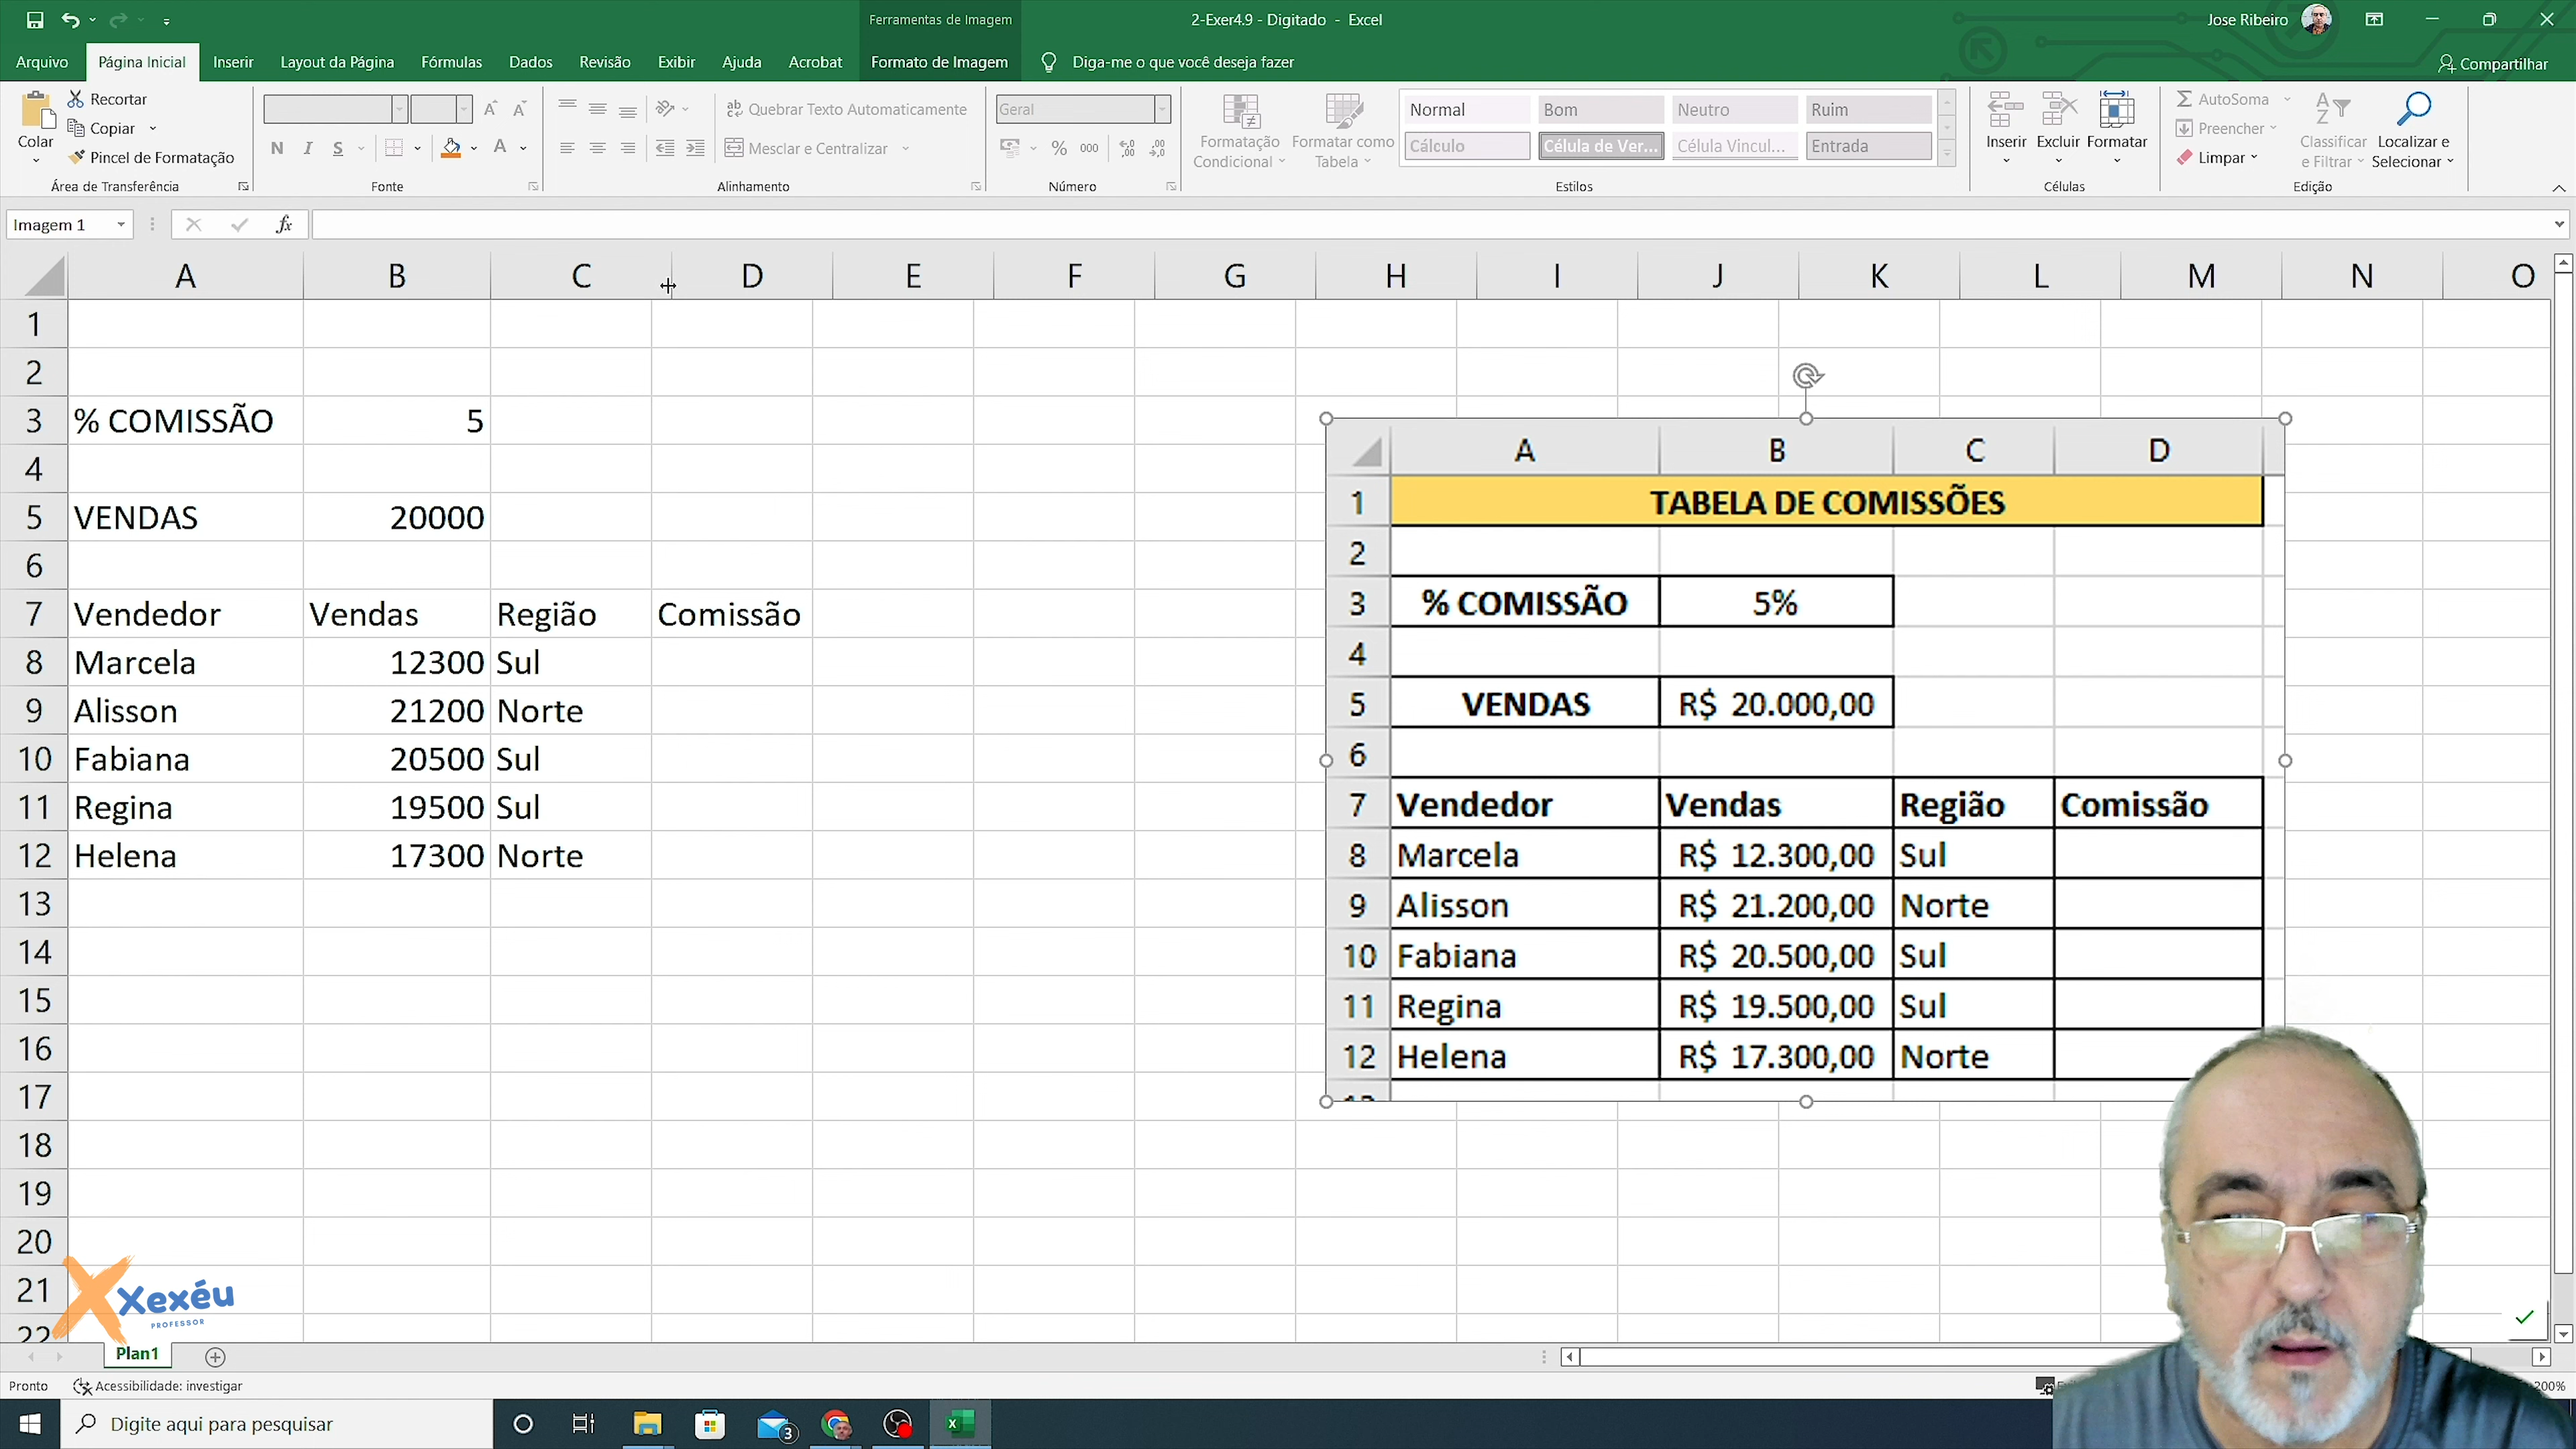 Ferramentas de Imagem
2-Exer4.9 - Digitado - Excel
Jose Ribeiro
Arquivo Página Inicial Inserir Layout da Página Fórmulas Dados Revisão Exibir Ajuda Acrobat Formato de Imagem Diga-me o que você deseja fazer Compartilhar
Colar
Recortar
Copiar
Pincel de Formatação
Área de Transferência
N I S A
Fonte
Quebrar Texto Automaticamente
Mesclar e Centralizar
Alinhamento
Geral
% 000
Número
Formatação Condicional
Formatar como Tabela
Normal Bom Neutro Ruim
Cálculo Célula de Ver... Célula Vincul... Entrada
Estilos
Inserir Excluir Formatar
Células
AutoSoma
Preencher
Limpar
Classificar e Filtrar
Localizar e Selecionar
Edição
Imagem 1 fx
A B C D E F G H I J K L M N O
1
2
3 % COMISSÃO 5
4
5 VENDAS 20000
6
7 Vendedor Vendas Região Comissão
8 Marcela 12300 Sul
9 Alisson 21200 Norte
10 Fabiana 20500 Sul
11 Regina 19500 Sul
12 Helena 17300 Norte
13
14
15
16
17
18
19
20
21
22
A B C D
1 TABELA DE COMISSÕES
2
3 % COMISSÃO 5%
4
5 VENDAS R$ 20.000,00
6
7 Vendedor Vendas Região Comissão
8 Marcela R$ 12.300,00 Sul
9 Alisson R$ 21.200,00 Norte
10 Fabiana R$ 20.500,00 Sul
11 Regina R$ 19.500,00 Sul
12 Helena R$ 17.300,00 Norte
Xexéu
PROFESSOR
Plan1
Pronto Acessibilidade: investigar 200%
Digite aqui para pesquisar
3